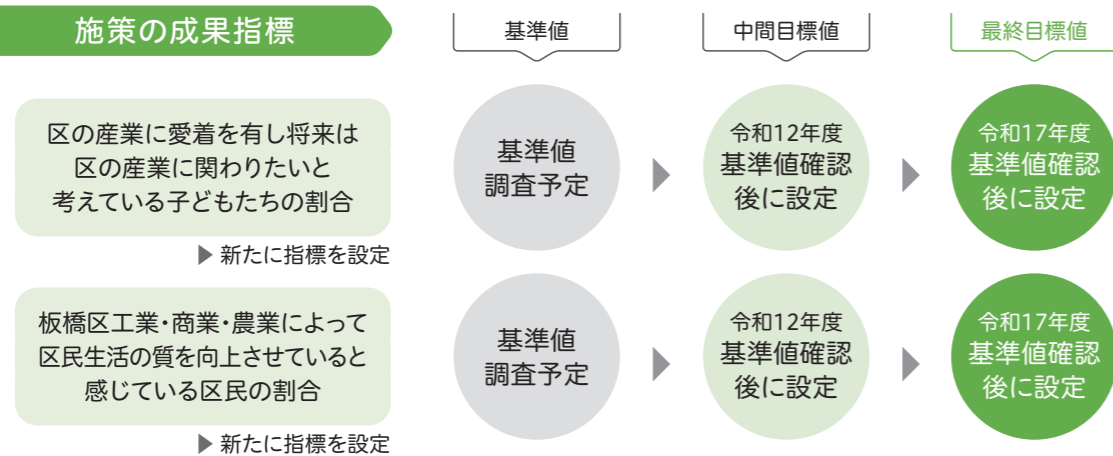 施策の成果指標
基準値
中間目標値
最終目標値
区の産業に愛着を有し将来は
区の産業に関わりたいと
考えている子どもたちの割合
▶新たに指標を設定
基準値
調査予定
令和12年度
基準値確認
後に設定
令和17年度
基準値確認
後に設定
板橋区工業・商業・農業によって
区民生活の質を向上させていると
感じている区民の割合
▶新たに指標を設定
基準値
調査予定
令和12年度
基準値確認
後に設定
令和17年度
基準値確認
後に設定